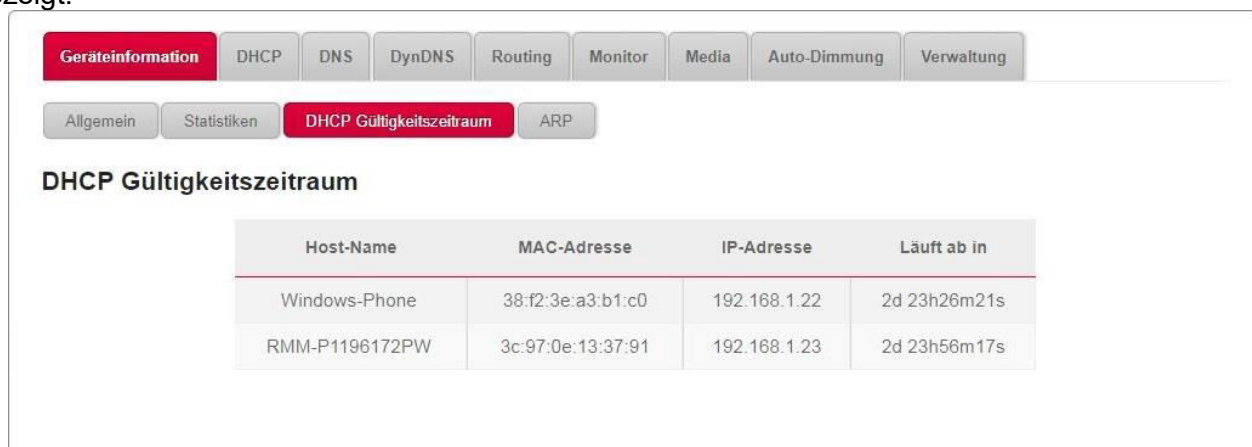 Geräteinformation DHCP DNS DynDNS Routing Monitor Media Auto-Dimmung Verwaltung
Allgemein Statistiken DHCP Gültigkeitszeitraum ARP
DHCP Gültigkeitszeitraum
Host-Name MAC-Adresse IP-Adresse Läuft ab in
Windows-Phone 38:f2:3e:a3:b1:c0 192.168.1.22 2d 23h26m21s
RMM-P1196172PW 3c:97:0e:13:37:91 192.168.1.23 2d 23h56m17s